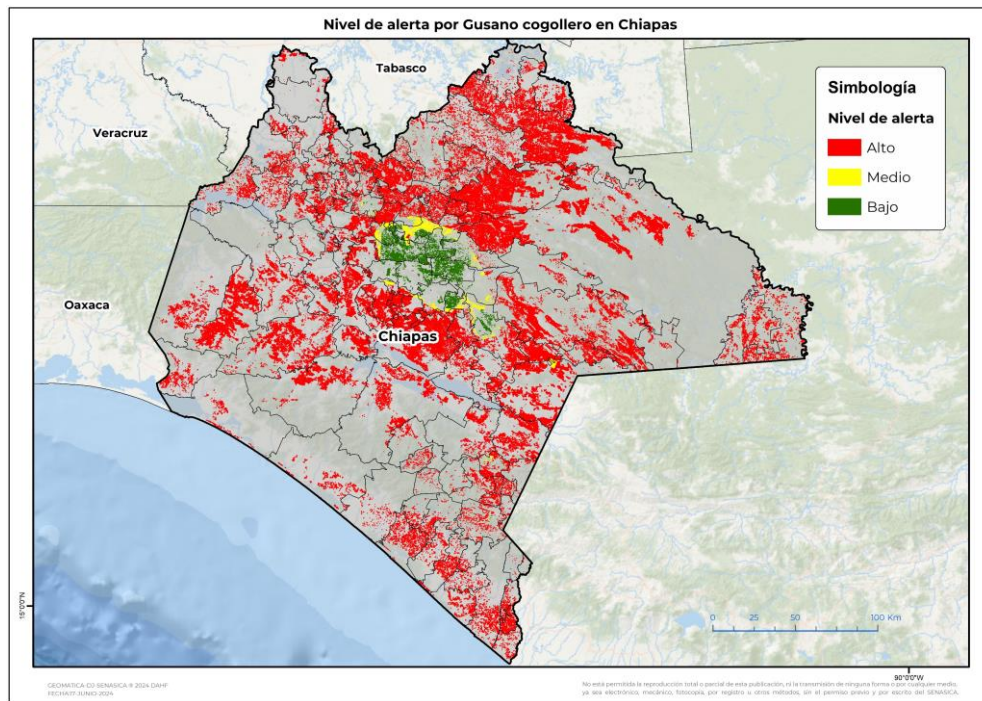 Nivel de alerta por Gusano cogollero en Chiapas
Tabasco
Veracruz
Oaxaca
Chiapas
Simbología
Nivel de alerta
Alto
Medio
Bajo
15°0'0"N
0 25 50 100 Km
90°0'0"W
GEOMÁTICA-DJ SENASICA ® 2024 DAHF
FECHA:17 JUNIO 2024
No está permitida la reproducción total o parcial de esta publicación, ni la transmisión de ninguna forma o por cualquier medio,
ya sea electrónico, mecánico, fotocopia, por registro u otros métodos, sin el permiso previo y por escrito del SENASICA.